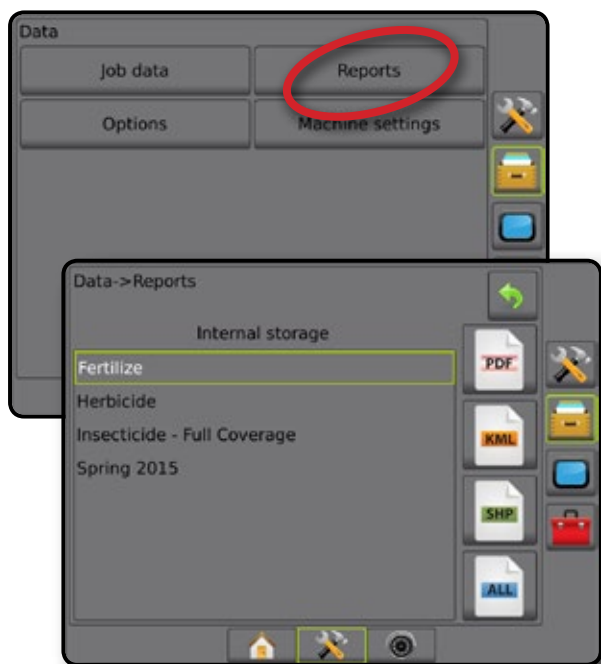 Data
Job data
Reports
Options
Machine settings
Data->Reports
Internal storage
Fertilize
Herbicide
Insecticide - Full Coverage
Spring 2015
PDF
KML
SHP
ALL